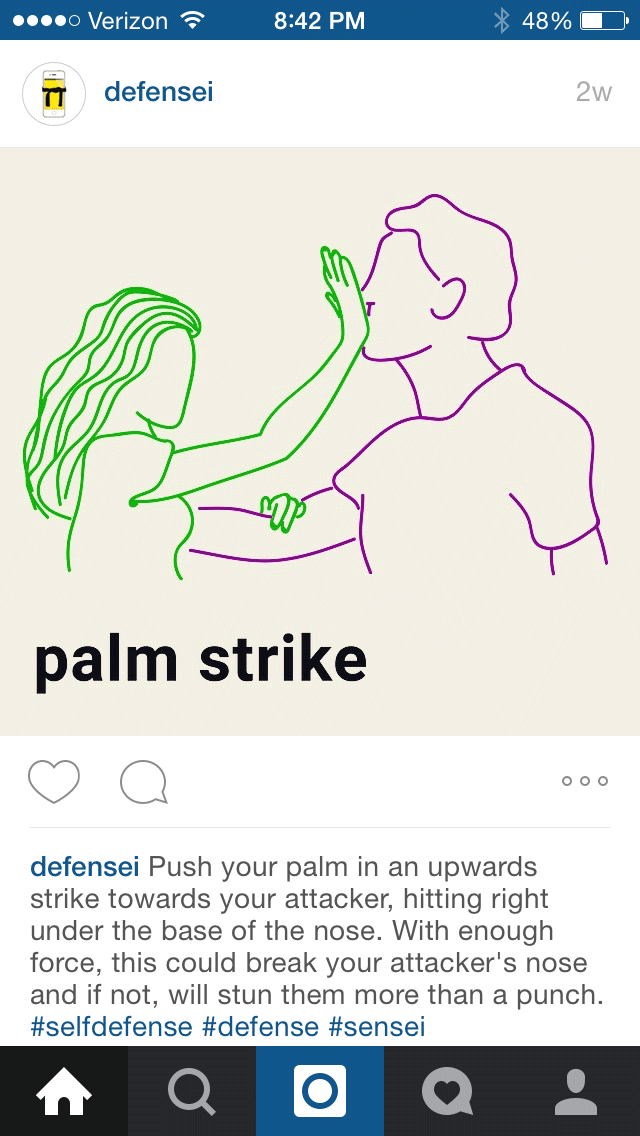 Verizon 8:42 PM 48%
defensei 2w
palm strike
defensei Push your palm in an upwards
strike towards your attacker, hitting right
under the base of the nose. With enough
force, this could break your attacker's nose
and if not, will stun them more than a punch.
#selfdefense #defense #sensei